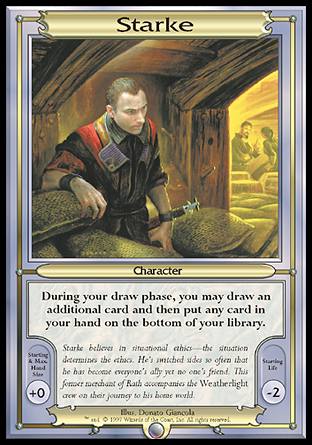 Starke
Character
During your draw phase, you may draw an
additional card and then put any card in
your hand on the bottom of your library.
Starting
& Max.
Hand
Size
+0
Starke believes in situational ethics—the situation
determines the ethics. He's switched sides so often that
he has become everyone's ally yet no one's friend. This
former merchant of Rath accompanies the Weatherlight
crew on their journey to his home world.
Starting
Life
-2
Illus. Donato Giancola
™ and © 1997 Wizards of the Coast, Inc. All rights reserved.